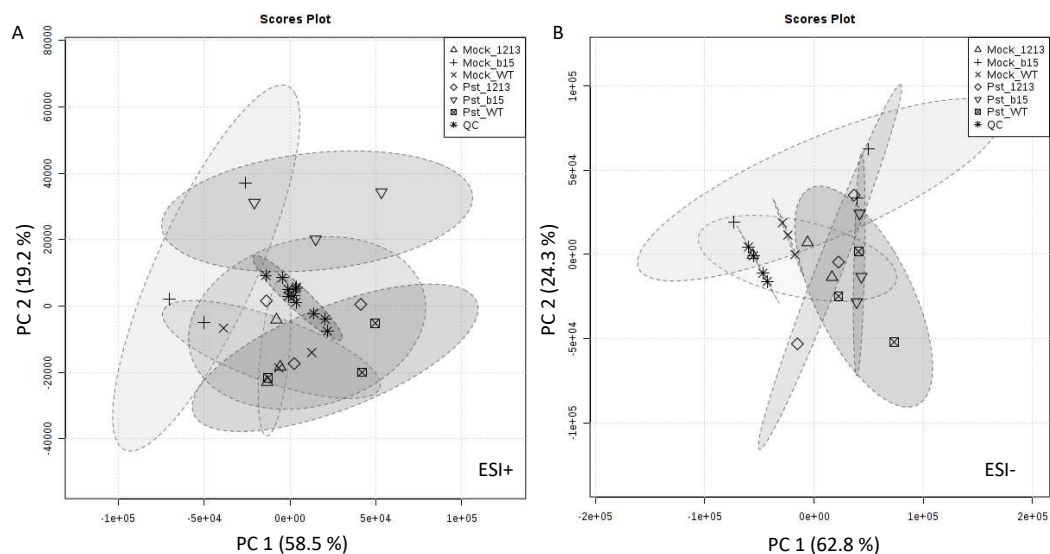 Scores Plot
A
80000
60000
40000
20000
0
-20000
-40000
PC 2 (19.2 %)
Mock_1213
Mock_b15
Mock_WT
Pst_1213
Pst_b15
Pst_WT
QC
ESI+
-1e+05
-5e+04
0e+00
5e+04
1e+05
PC 1 (58.5 %)
Scores Plot
B
1e+05
5e+04
0e+00
-5e+04
-1e+05
PC 2 (24.3 %)
Mock_1213
Mock_b15
Mock_WT
Pst_1213
Pst_b15
Pst_WT
QC
ESI-
-2e+05
-1e+05
0e+00
1e+05
2e+05
PC 1 (62.8 %)